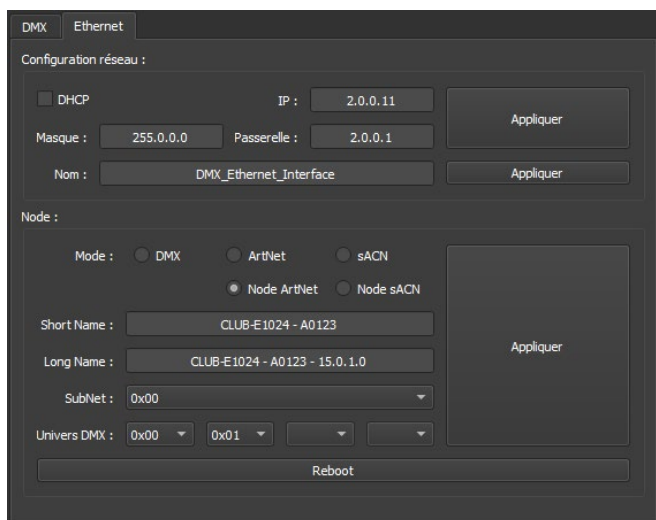 DMX Ethernet
Configuration réseau :
DHCP IP : 2.0.0.11 Appliquer
Masque : 255.0.0.0 Passerelle : 2.0.0.1
Nom : DMX_Ethernet_Interface Appliquer
Node :
Mode : DMX ArtNet sACN
Node ArtNet Node sACN
Short Name : CLUB-E1024 - A0123
Appliquer
Long Name : CLUB-E1024 - A0123 - 15.0.1.0
SubNet : 0x00
Univers DMX : 0x00 0x01
Reboot